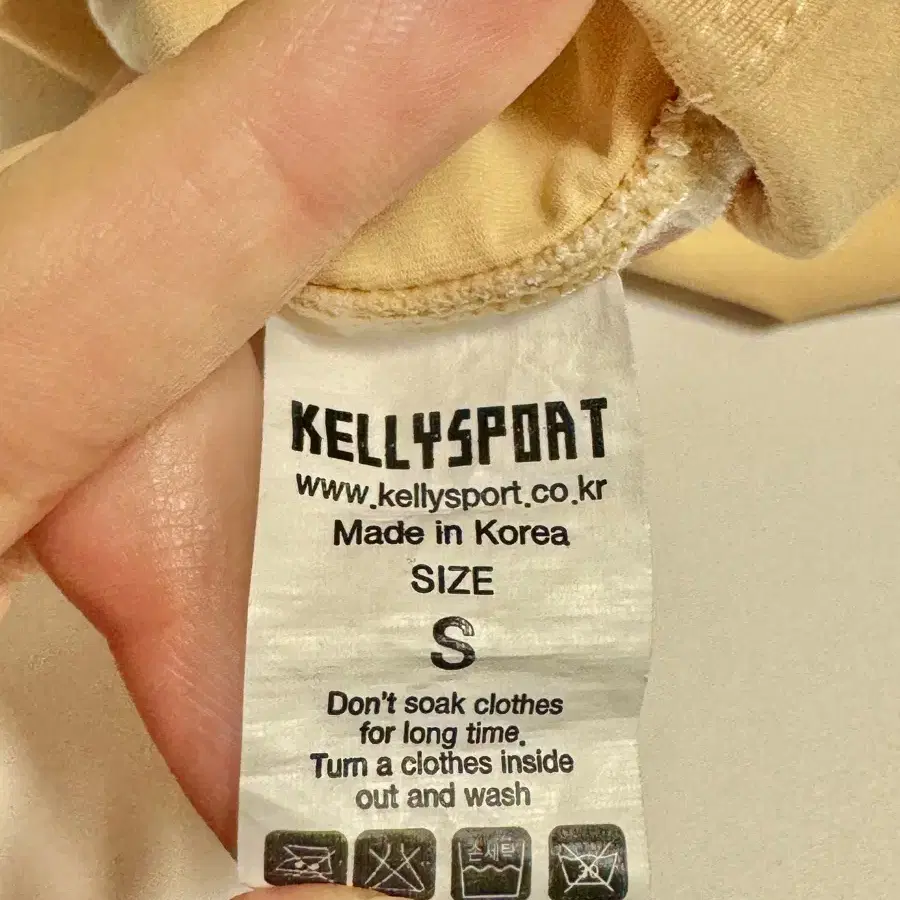 KELLYSPORT
www.kellysport.co.kr
Made in Korea
SIZE
S
Don't soak clothes
for long time.
Turn a clothes inside
out and wash
손세탁
30